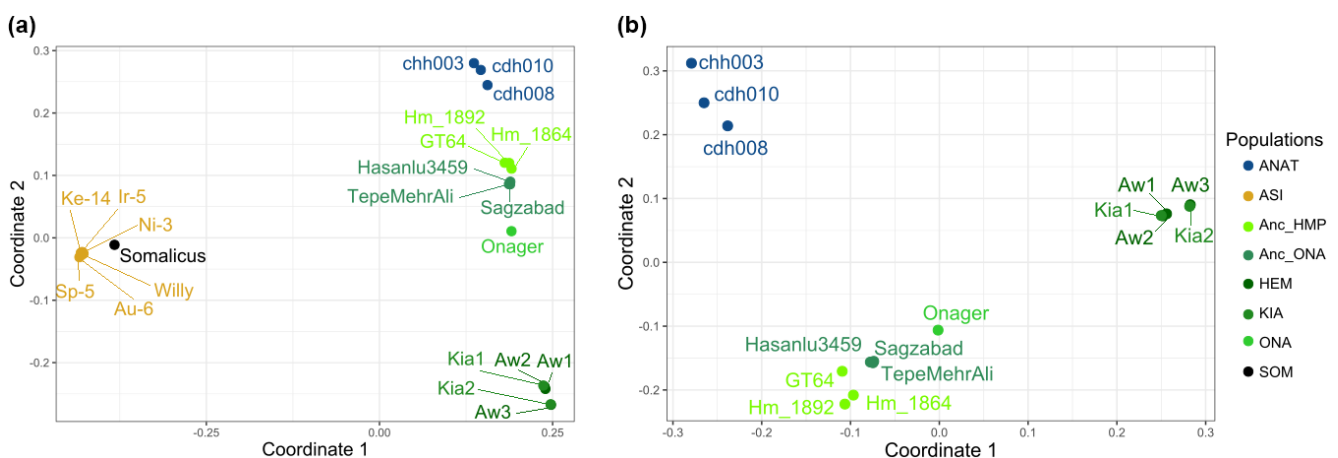 (a)
0.3
0.2
0.1
0.0
-0.1
-0.2
Coordinate 2
chh003
cdh010
cdh008
Hm_1892
GT64
Hm_1864
Hasanlu3459
TepeMehrAli
Sagzabad
Onager
Ke-14
Ir-5
Ni-3
Somalicus
Sp-5
Willy
Au-6
Kia1
Aw2
Aw1
Kia2
Aw3
-0.25
0.00
0.25
Coordinate 1
(b)
0.3
0.2
0.1
0.0
-0.1
-0.2
Coordinate 2
chh003
cdh010
cdh008
Aw1
Aw3
Kia1
Aw2
Kia2
Onager
Hasanlu3459
Sagzabad
TepeMehrAli
GT64
Hm_1892
Hm_1864
-0.3
-0.2
-0.1
0.0
0.1
0.2
0.3
Coordinate 1
Populations
ANAT
ASI
Anc_HMP
Anc_ONA
HEM
KIA
ONA
SOM